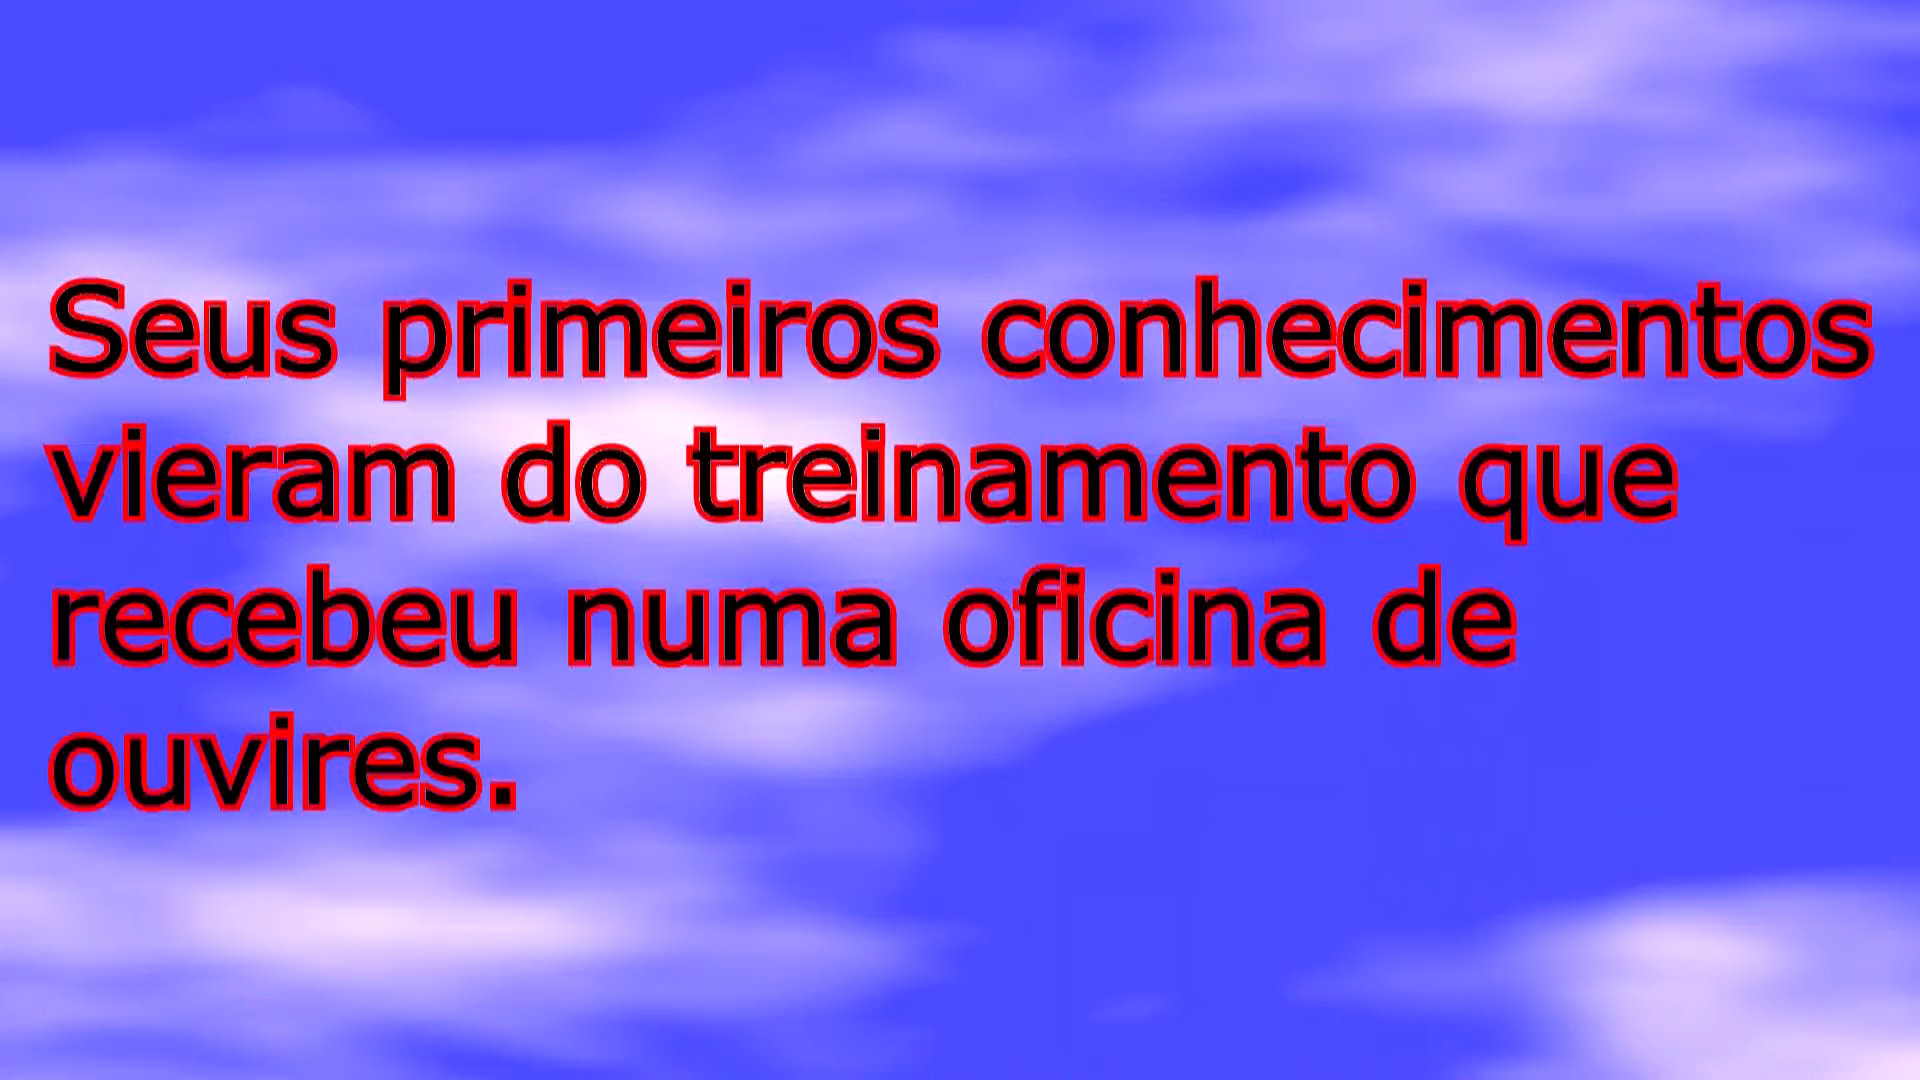 Seus primeiros conhecimentos
vieram do treinamento que
recebeu numa oficina de
ouvires.